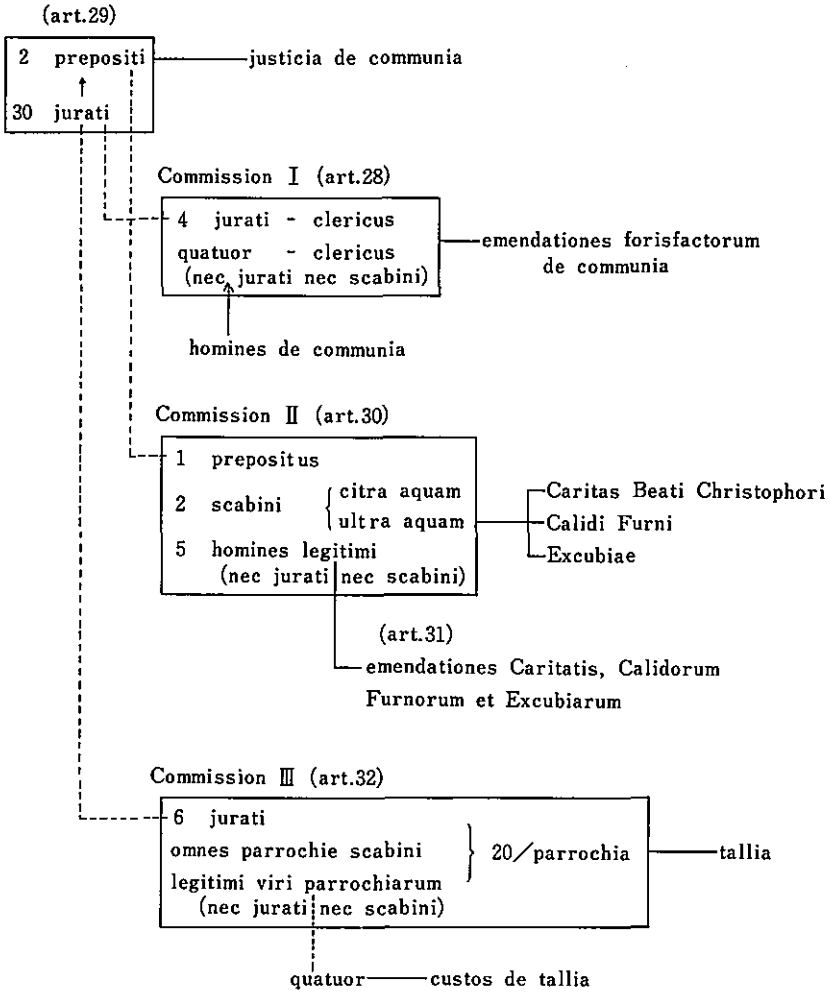 (art.29)
2 prepositi
justicia de communia
30 jurati
Commission Ⅰ (art.28)
4 jurati - clericus
quatuor - clericus
(nec jurati nec scabini)
emendationes forisfactorum
de communia
homines de communia
Commission Ⅱ (art.30)
1 prepositus
2 scabini { citra aquam
ultra aquam
5 homines legitimi
(nec jurati nec scabini)
Caritas Beati Christophori
Calidi Furni
Excubiae
(art.31)
emendationes Caritatis, Calidorum
Furnorum et Excubiarum
Commission Ⅲ (art.32)
6 jurati
omnes parrochie scabini
legitimi viri parrochiarum
(nec jurati nec scabini)
} 20/parrochia
tallia
quatuor
custos de tallia